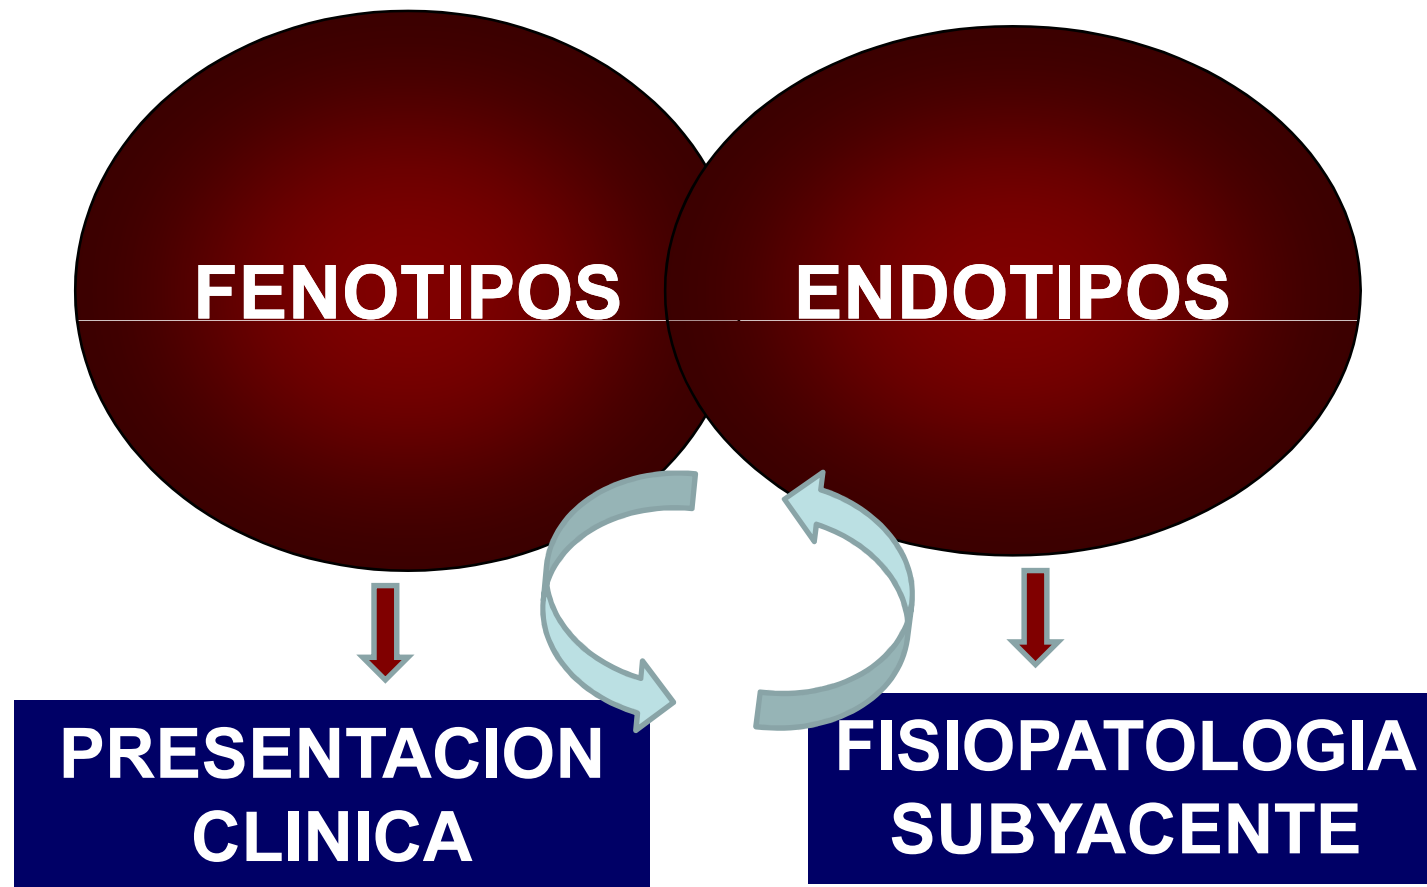 FENOTIPOS
ENDOTIPOS
PRESENTACION
CLINICA
FISIOPATOLOGIA
SUBYACENTE